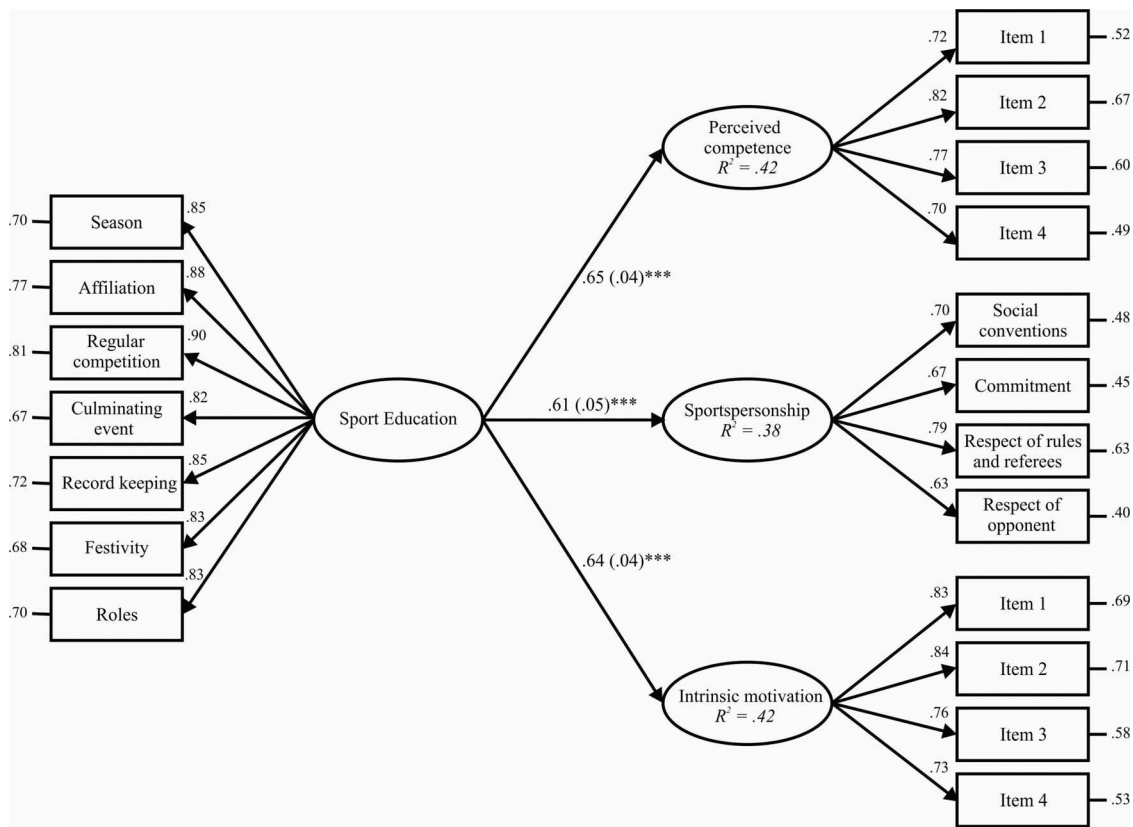 .70
Season
.85
.77
Affiliation
.88
.81
Regular
competition
.90
.67
Culminating
event
.82
.72
Record keeping
.85
.68
Festivity
.83
.70
Roles
.83
Sport Education
.65 (.04)***
.61 (.05)***
.64 (.04)***
Perceived
competence
R² = .42
.72
Item 1
.52
.82
Item 2
.67
.77
Item 3
.60
.70
Item 4
.49
Sportspersonship
R² = .38
.70
Social
conventions
.48
.67
Commitment
.45
.79
Respect of rules
and referees
.63
.63
Respect of
opponent
.40
Intrinsic motivation
R² = .42
.83
Item 1
.69
.84
Item 2
.71
.76
Item 3
.58
.73
Item 4
.53